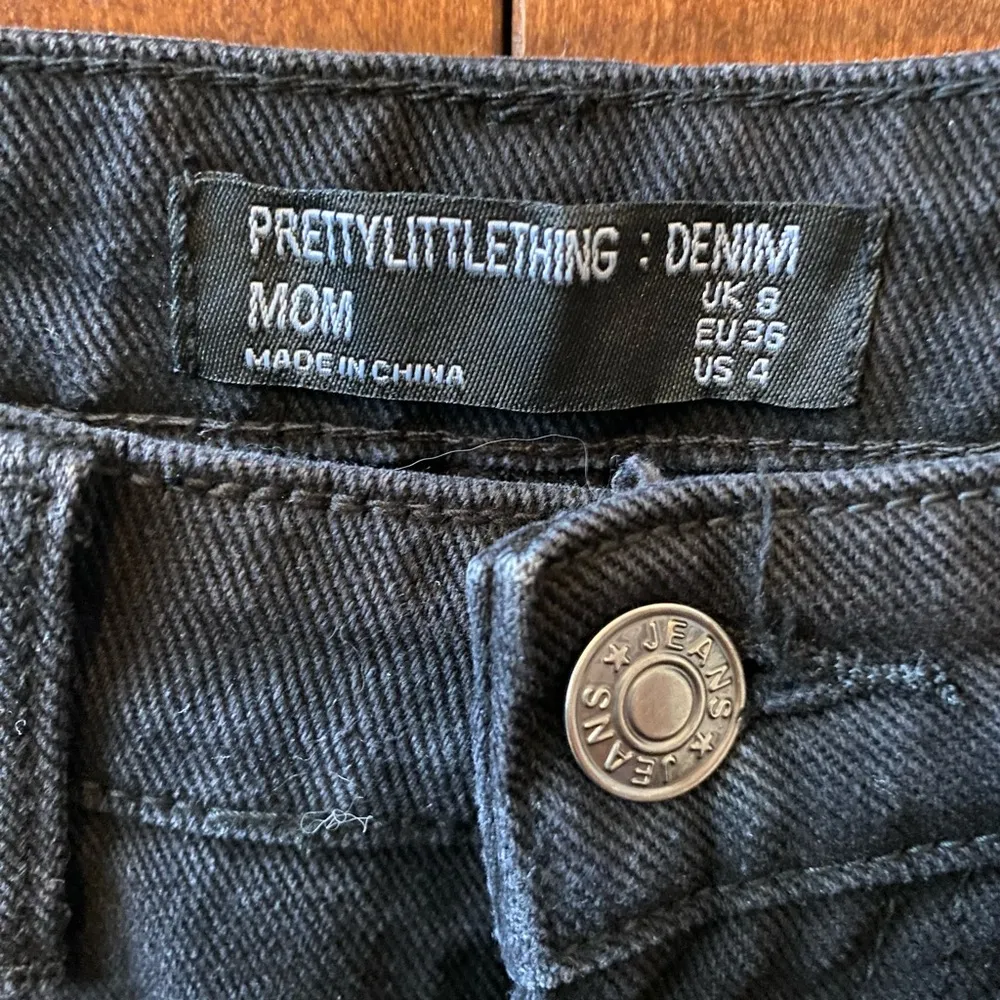 PRETTYLITTLETHING : DENIM
MOM
UK 8
EU 36
MADE IN CHINA
US 4
JEANS
JEANS